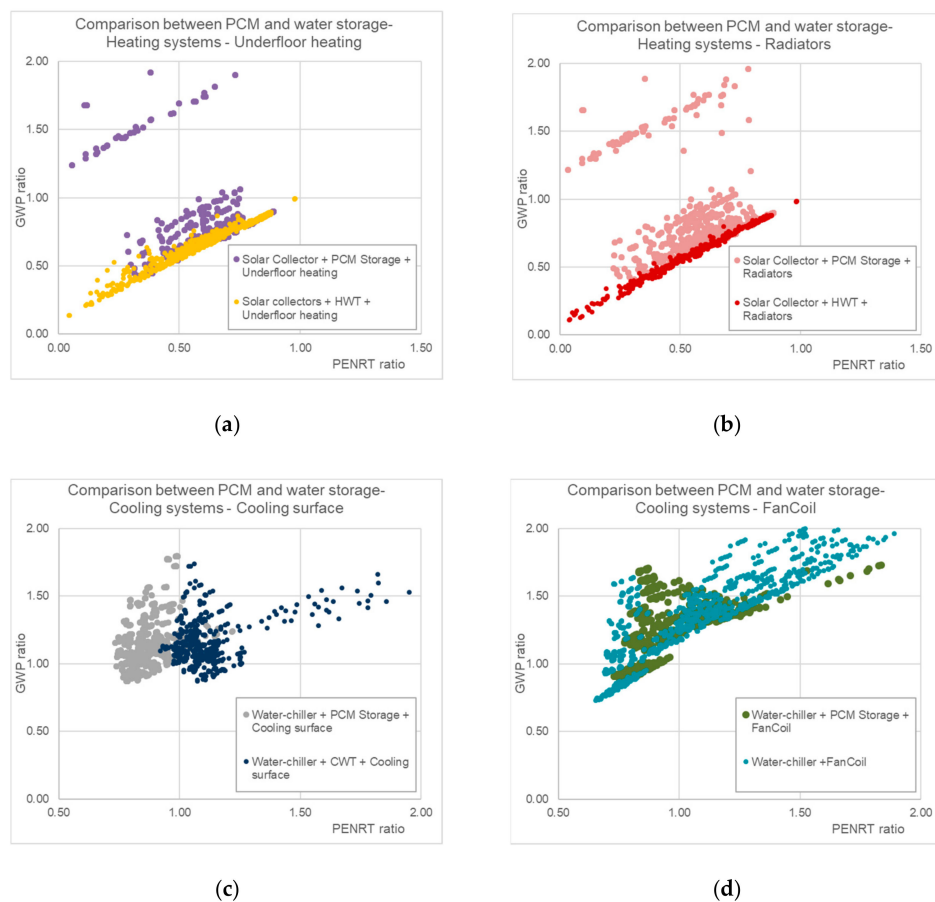 Comparison between PCM and water storage-
Heating systems - Underfloor heating
2.00
1.50
GWP ratio
1.00
0.50
0.00
Solar Collector + PCM Storage +
Underfloor heating
Solar collectors + HWT +
Underfloor heating
0.00
0.50
1.00
1.50
PENRT ratio
(a)
Comparison between PCM and water storage-
Heating systems - Radiators
2.00
1.50
GWP ratio
1.00
0.50
0.00
Solar Collector + PCM Storage +
Radiators
Solar Collector + HWT +
Radiators
0.00
0.50
1.00
1.50
PENRT ratio
(b)
Comparison between PCM and water storage-
Cooling systems - Cooling surface
2.00
1.50
GWP ratio
1.00
0.50
0.00
Water-chiller + PCM Storage +
Cooling surface
Water-chiller + CWT + Cooling
surface
0.50
1.00
1.50
2.00
PENRT ratio
(c)
Comparison between PCM and water storage-
Cooling systems - FanCoil
2.00
1.50
GWP ratio
1.00
0.50
0.00
Water-chiller + PCM Storage +
FanCoil
Water-chiller +FanCoil
0.50
1.00
1.50
2.00
PENRT ratio
(d)